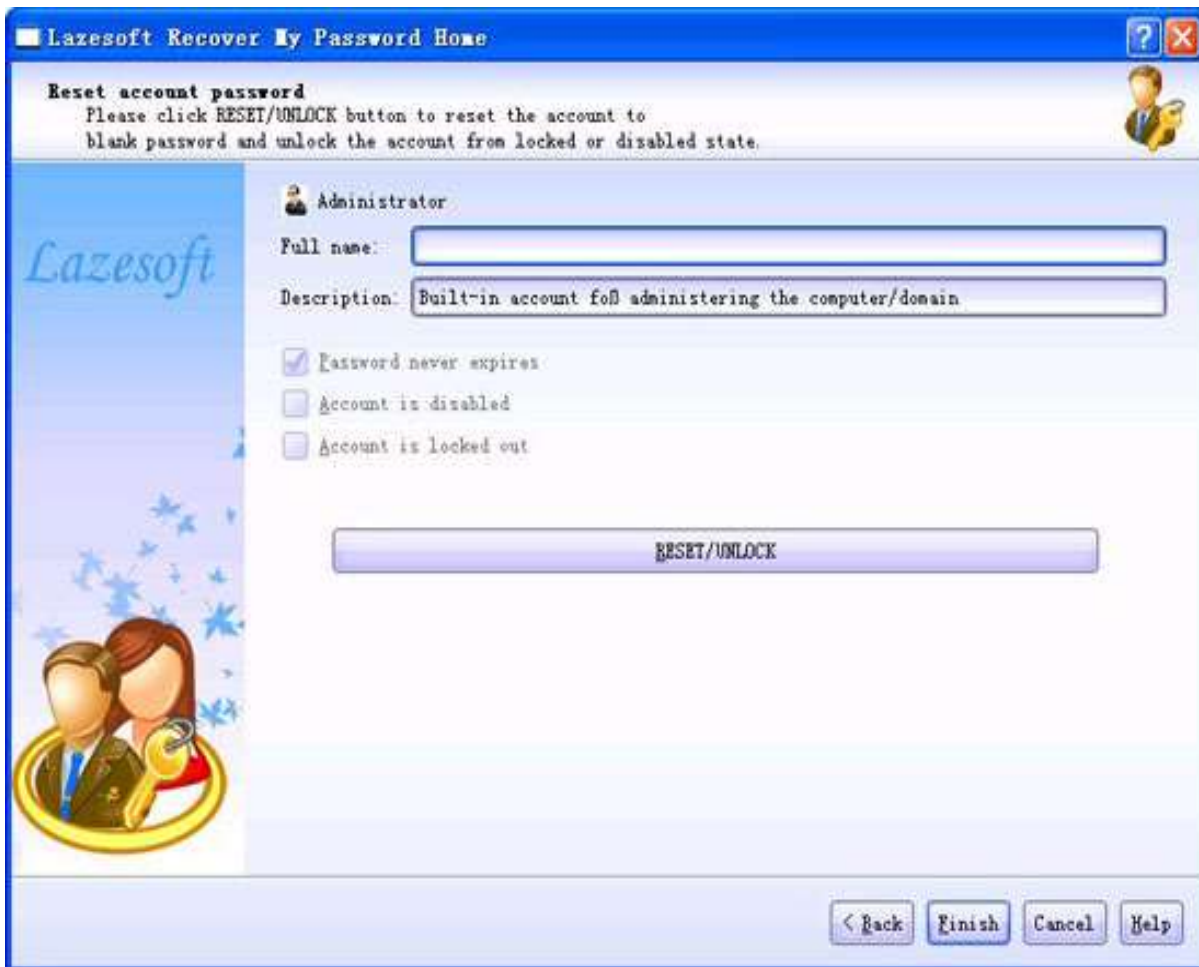 Lazesoft Recover My Password Home
Reset account password
Please click RESET/UNLOCK button to reset the account to
blank password and unlock the account from locked or disabled state.
Lazesoft
Administrator
Full name:
Description: Built-in account foß administering the computer/domain
Password never expires
Account is disabled
Account is locked out
RESET/UNLOCK
< Back Finish Cancel Help